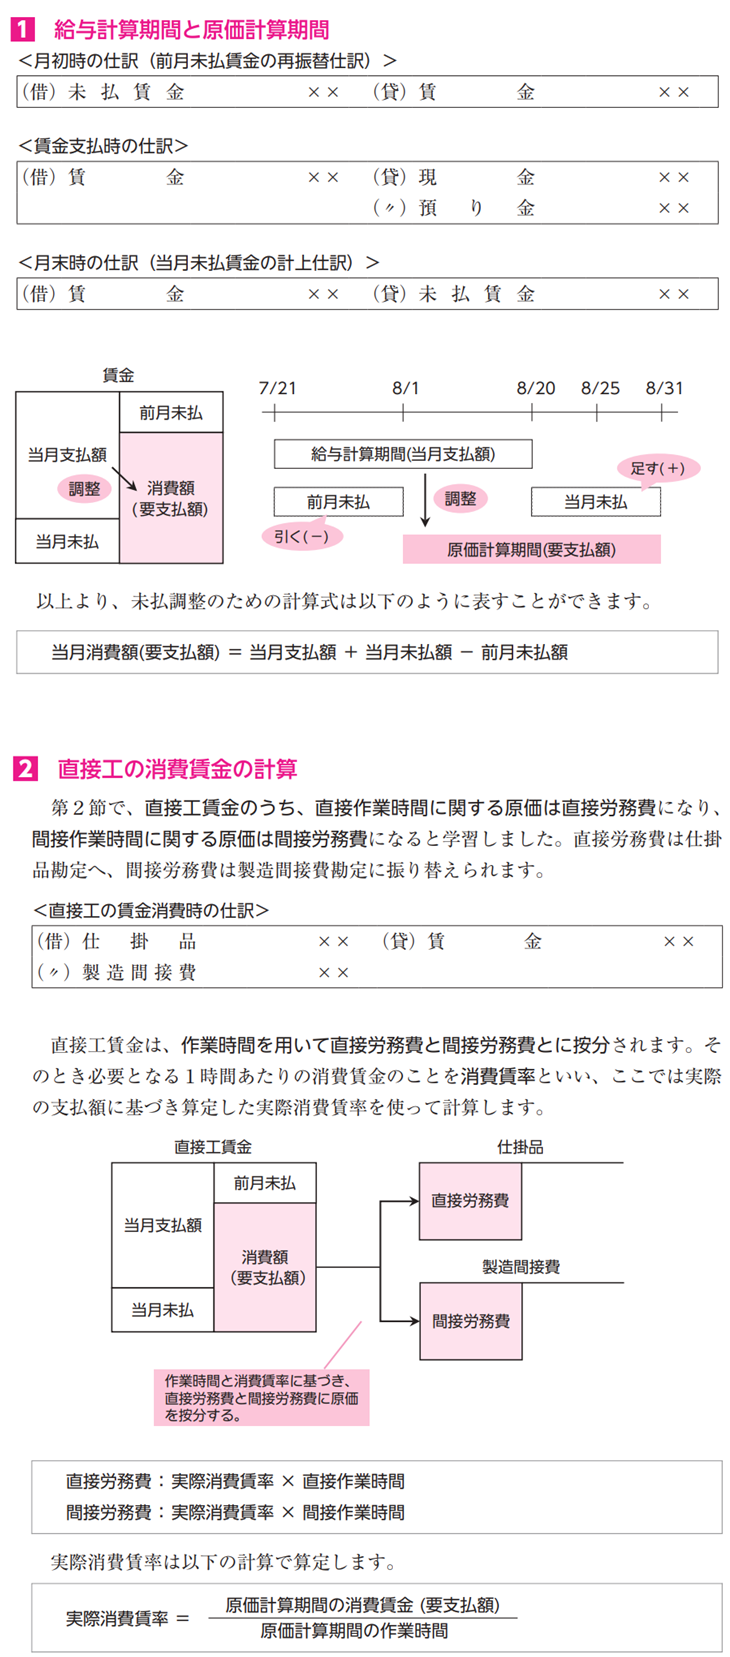 1 給与計算期間と原価計算期間
＜月初時の仕訳（前月未払賃金の再振替仕訳）＞
（借）未払賃金 ×× （貸）賃金 ××
＜賃金支払時の仕訳＞
（借）賃金 ×× （貸）現金 ××
（〃）預り金 ××
＜月末時の仕訳（当月未払賃金の計上仕訳）＞
（借）賃金 ×× （貸）未払賃金 ××
賃金
前月未払
当月支払額
調整
消費額
（要支払額）
当月未払
7/21 8/1 8/20 8/25 8/31
給与計算期間(当月支払額)
足す(＋)
前月未払
調整
当月未払
引く(－)
原価計算期間(要支払額)
以上より、未払調整のための計算式は以下のように表すことができます。
当月消費額(要支払額) ＝ 当月支払額 ＋ 当月未払額 － 前月未払額
2 直接工の消費賃金の計算
第２節で、直接工賃金のうち、直接作業時間に関する原価は直接労務費になり、
間接作業時間に関する原価は間接労務費になると学習しました。直接労務費は仕掛
品勘定へ、間接労務費は製造間接費勘定に振り替えられます。
＜直接工の賃金消費時の仕訳＞
（借）仕掛品 ×× （貸）賃金 ××
（〃）製造間接費 ××
直接工賃金は、作業時間を用いて直接労務費と間接労務費とに按分されます。そ
のとき必要となる１時間あたりの消費賃金のことを消費賃率といい、ここでは実際
の支払額に基づき算定した実際消費賃率を使って計算します。
直接工賃金
前月未払
当月支払額
消費額
（要支払額）
当月未払
仕掛品
直接労務費
製造間接費
間接労務費
作業時間と消費賃率に基づき、
直接労務費と間接労務費に原価
を按分する。
直接労務費：実際消費賃率 × 直接作業時間
間接労務費：実際消費賃率 × 間接作業時間
実際消費賃率は以下の計算で算定します。
実際消費賃率 ＝
原価計算期間の消費賃金 (要支払額)
原価計算期間の作業時間